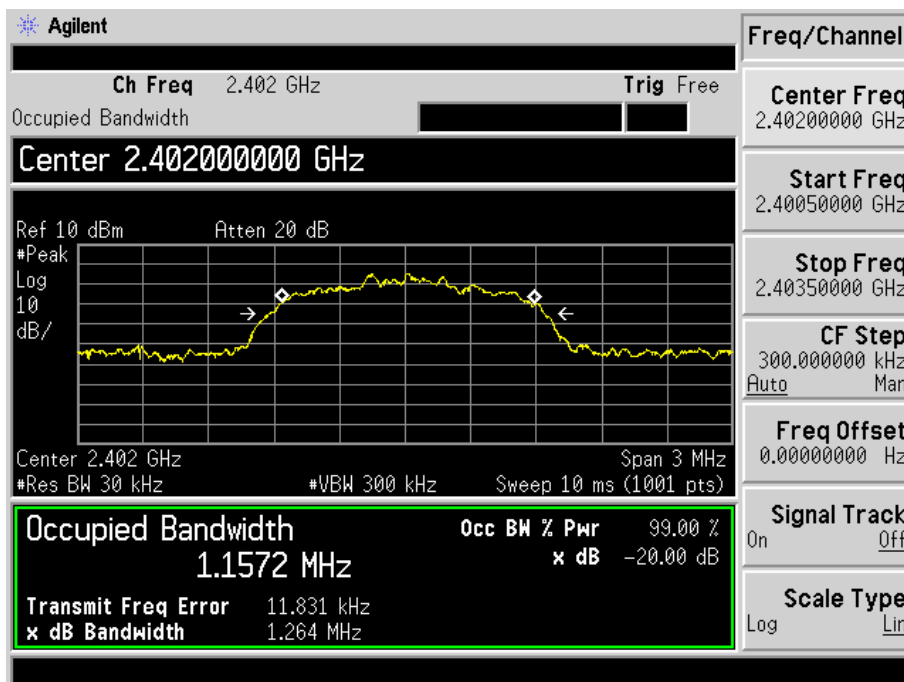 Agilent
Freq/Channel
Ch Freq 2.402 GHz Trig Free
Occupied Bandwidth
Center 2.402000000 GHz
Ref 10 dBm Atten 20 dB
#Peak
Log
10
dB/
Center 2.402 GHz Span 3 MHz
#Res BW 30 kHz #VBW 300 kHz Sweep 10 ms (1001 pts)
Occupied Bandwidth Occ BW % Pwr 99.00 %
1.1572 MHz x dB -20.00 dB
Transmit Freq Error 11.831 kHz
x dB Bandwidth 1.264 MHz
Center Freq
2.40200000 GHz
Start Freq
2.40050000 GHz
Stop Freq
2.40350000 GHz
CF Step
300.000000 kHz
Auto Man
Freq Offset
0.00000000 Hz
Signal Track
On Off
Scale Type
Log Lin